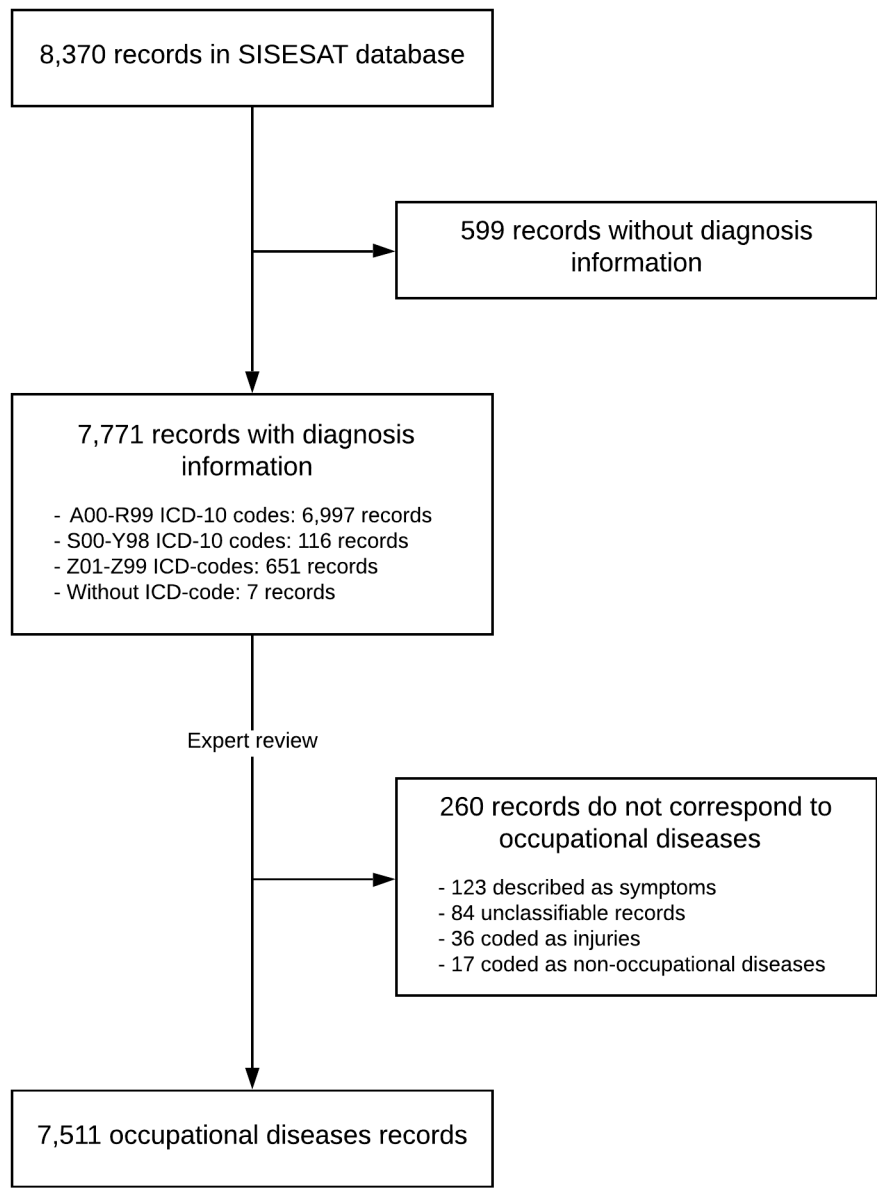 8,370 records in SISESAT database
599 records without diagnosis
information
7,771 records with diagnosis
information
- A00-R99 ICD-10 codes: 6,997 records
- S00-Y98 ICD-10 codes: 116 records
- Z01-Z99 ICD-codes: 651 records
- Without ICD-code: 7 records
Expert review
260 records do not correspond to
occupational diseases
- 123 described as symptoms
- 84 unclassifiable records
- 36 coded as injuries
- 17 coded as non-occupational diseases
7,511 occupational diseases records